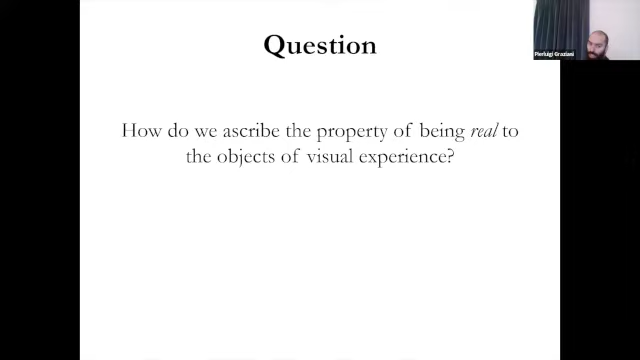 Question
Pierluigi Graziani
How do we ascribe the property of being real to
the objects of visual experience?